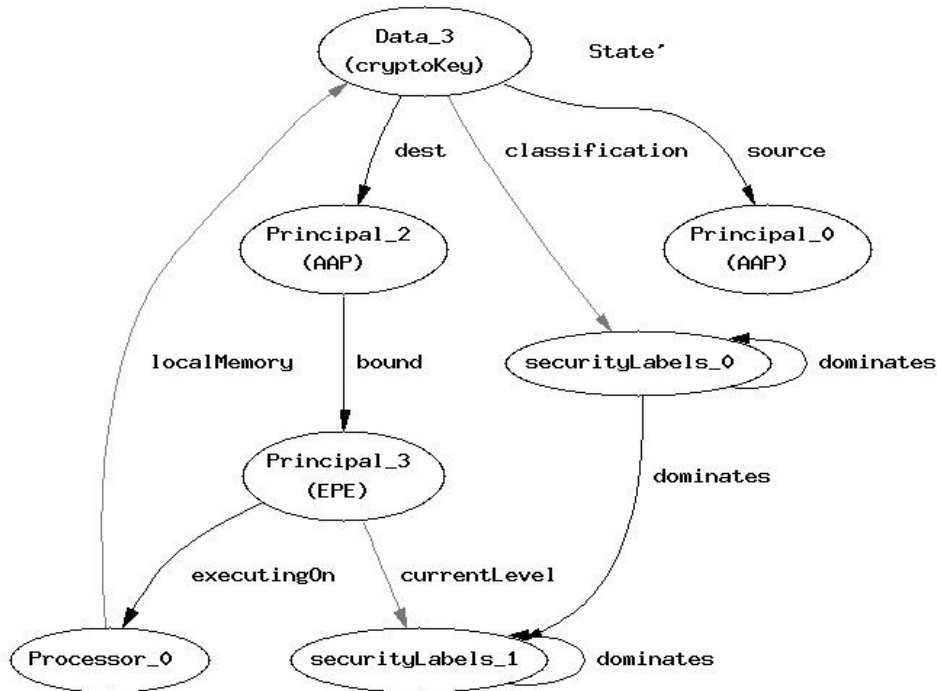 Data_3
(cryptoKey)
State’
dest
classification
source
Principal_2
(AAP)
Principal_0
(AAP)
localMemory
bound
securityLabels_0
dominates
Principal_3
(EPE)
dominates
executingOn
currentLevel
Processor_0
securityLabels_1
dominates